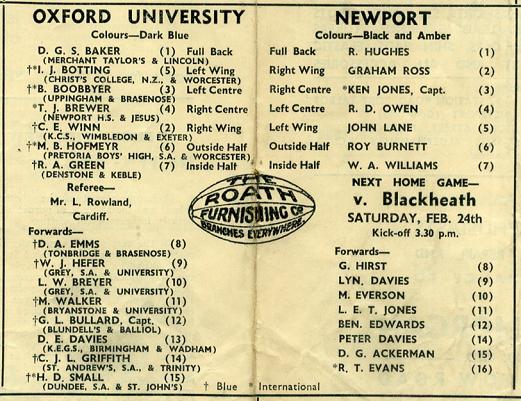 OXFORD UNIVERSITY
Colours—Dark Blue
D. G. S. BAKER (1) Full Back
(MERCHANT TAYLOR'S & LINCOLN)
†*I. J. BOTTING (5) Left Wing
(CHRIST'S COLLEGE, N.Z., & WORCESTER)
†*B. BOOBBYER (3) Left Centre
(UPPINGHAM & BRASENOSE)
*T. J. BREWER (4) Right Centre
(NEWPORT H.S. & JESUS)
†C. E. WINN (2) Right Wing
(K.C.S., WIMBLEDON & EXETER)
†*M. B. HOFMEYR (6) Outside Half
(PRETORIA BOYS' HIGH, S.A. & WORCESTER)
†R. A. GREEN (7) Inside Half
(DENSTONE & KEBLE)
Referee—
Mr. L. Rowland,
Cardiff.
Forwards—
†D. A. EMMS (8)
(TONBRIDGE & BRASENOSE)
†W. J. HEFER (9)
(GREY, S.A. & UNIVERSITY)
L. W. BREYER (10)
(GREY, S.A. & UNIVERSITY)
†M. WALKER (11)
(BRYANSTONE & UNIVERSITY)
†G. L. BULLARD, Capt. (12)
(BLUNDELL'S & BALLIOL)
D. E. DAVIES (13)
(K.E.G.S., BIRMINGHAM & WADHAM)
†C. J. L. GRIFFITH (14)
(ST. ANDREW'S, S.A., & TRINITY)
†*H. D. SMALL (15)
(DUNDEE, S.A. & ST. JOHN'S)
† Blue * International
THE
ROATH
FURNISHING CO
BRANCHES EVERYWHERE
NEWPORT
Colours—Black and Amber
Full Back R. HUGHES (1)
Right Wing GRAHAM ROSS (2)
Right Centre *KEN JONES, Capt. (3)
Left Centre R. D. OWEN (4)
Left Wing JOHN LANE (5)
Outside Half ROY BURNETT (6)
Inside Half W. A. WILLIAMS (7)
NEXT HOME GAME—
v. Blackheath
SATURDAY, FEB. 24th
Kick-off 3.30 p.m.
Forwards—
G. HIRST (8)
LYN. DAVIES (9)
M. EVERSON (10)
L. E. T. JONES (11)
BEN. EDWARDS (12)
PETER DAVIES (14)
D. G. ACKERMAN (15)
*R. T. EVANS (16)